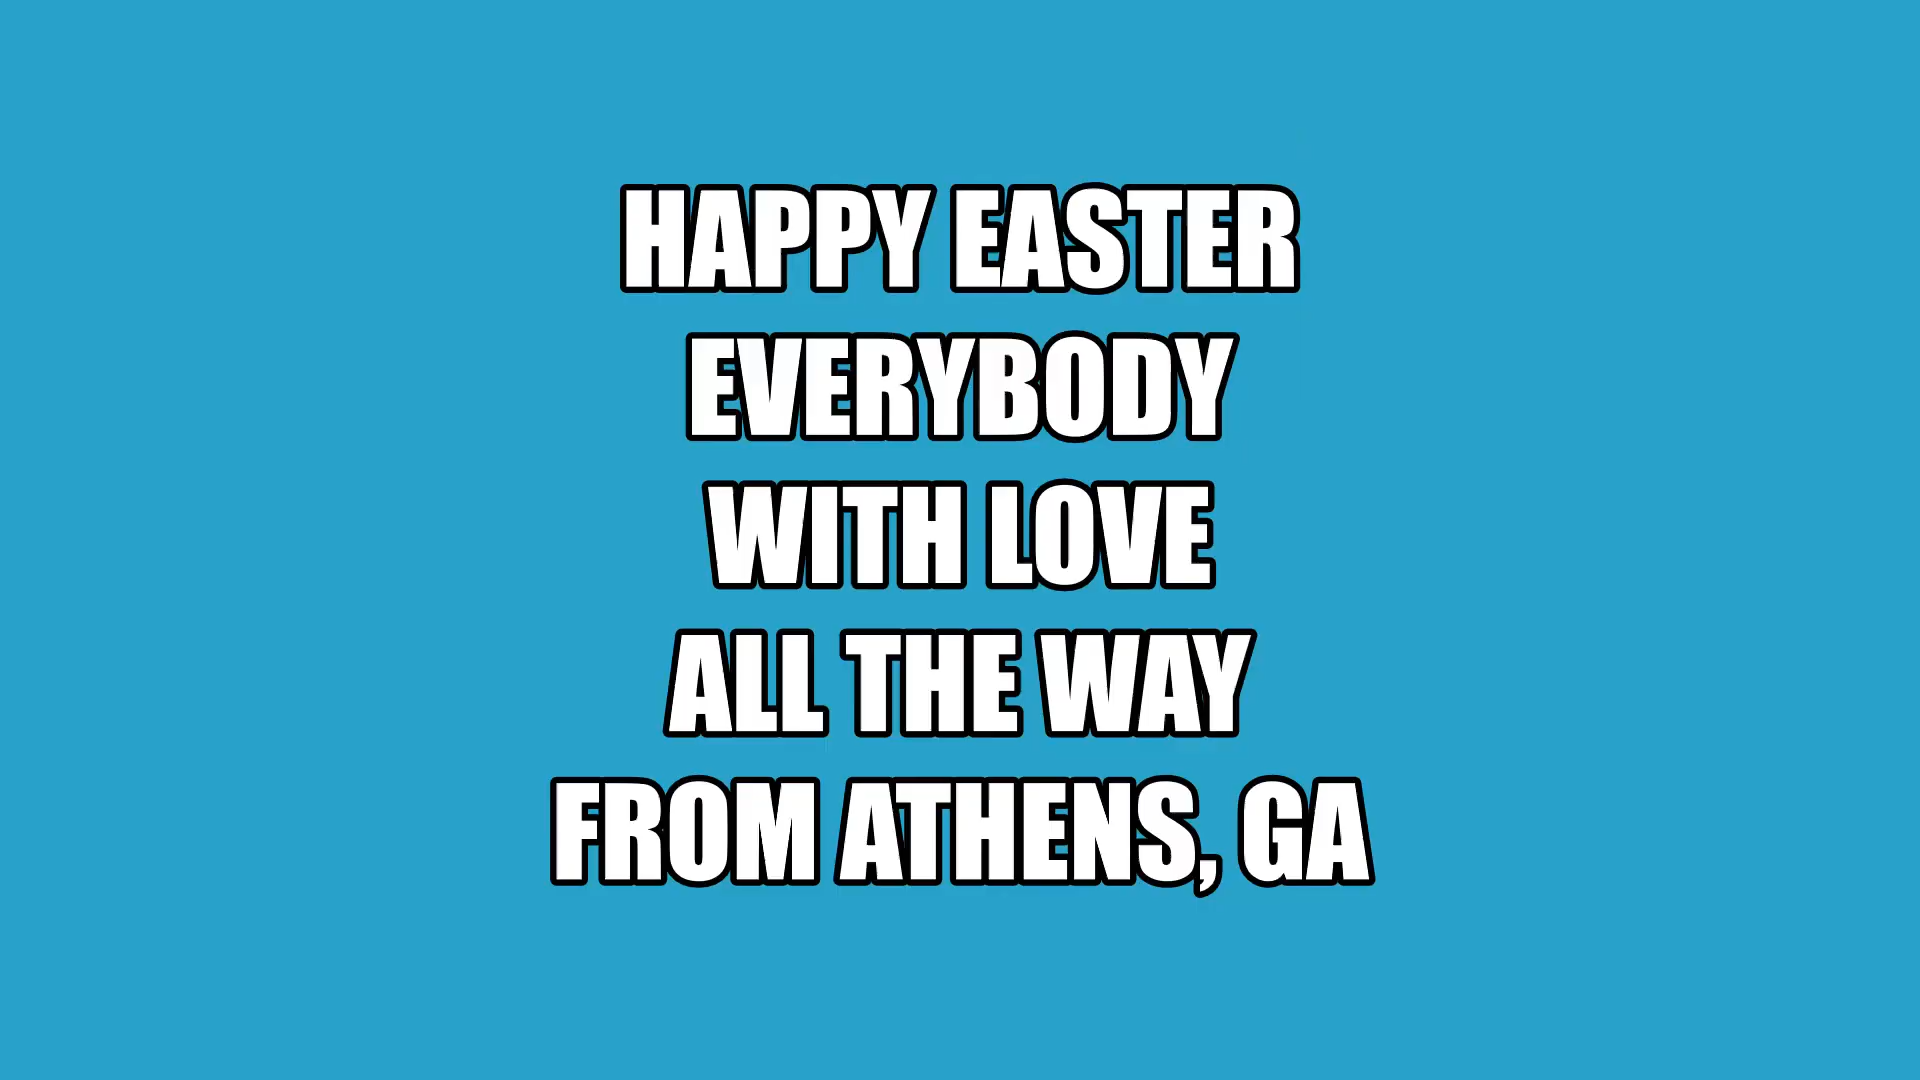 HAPPY EASTER
EVERYBODY
WITH LOVE
ALL THE WAY
FROM ATHENS, GA